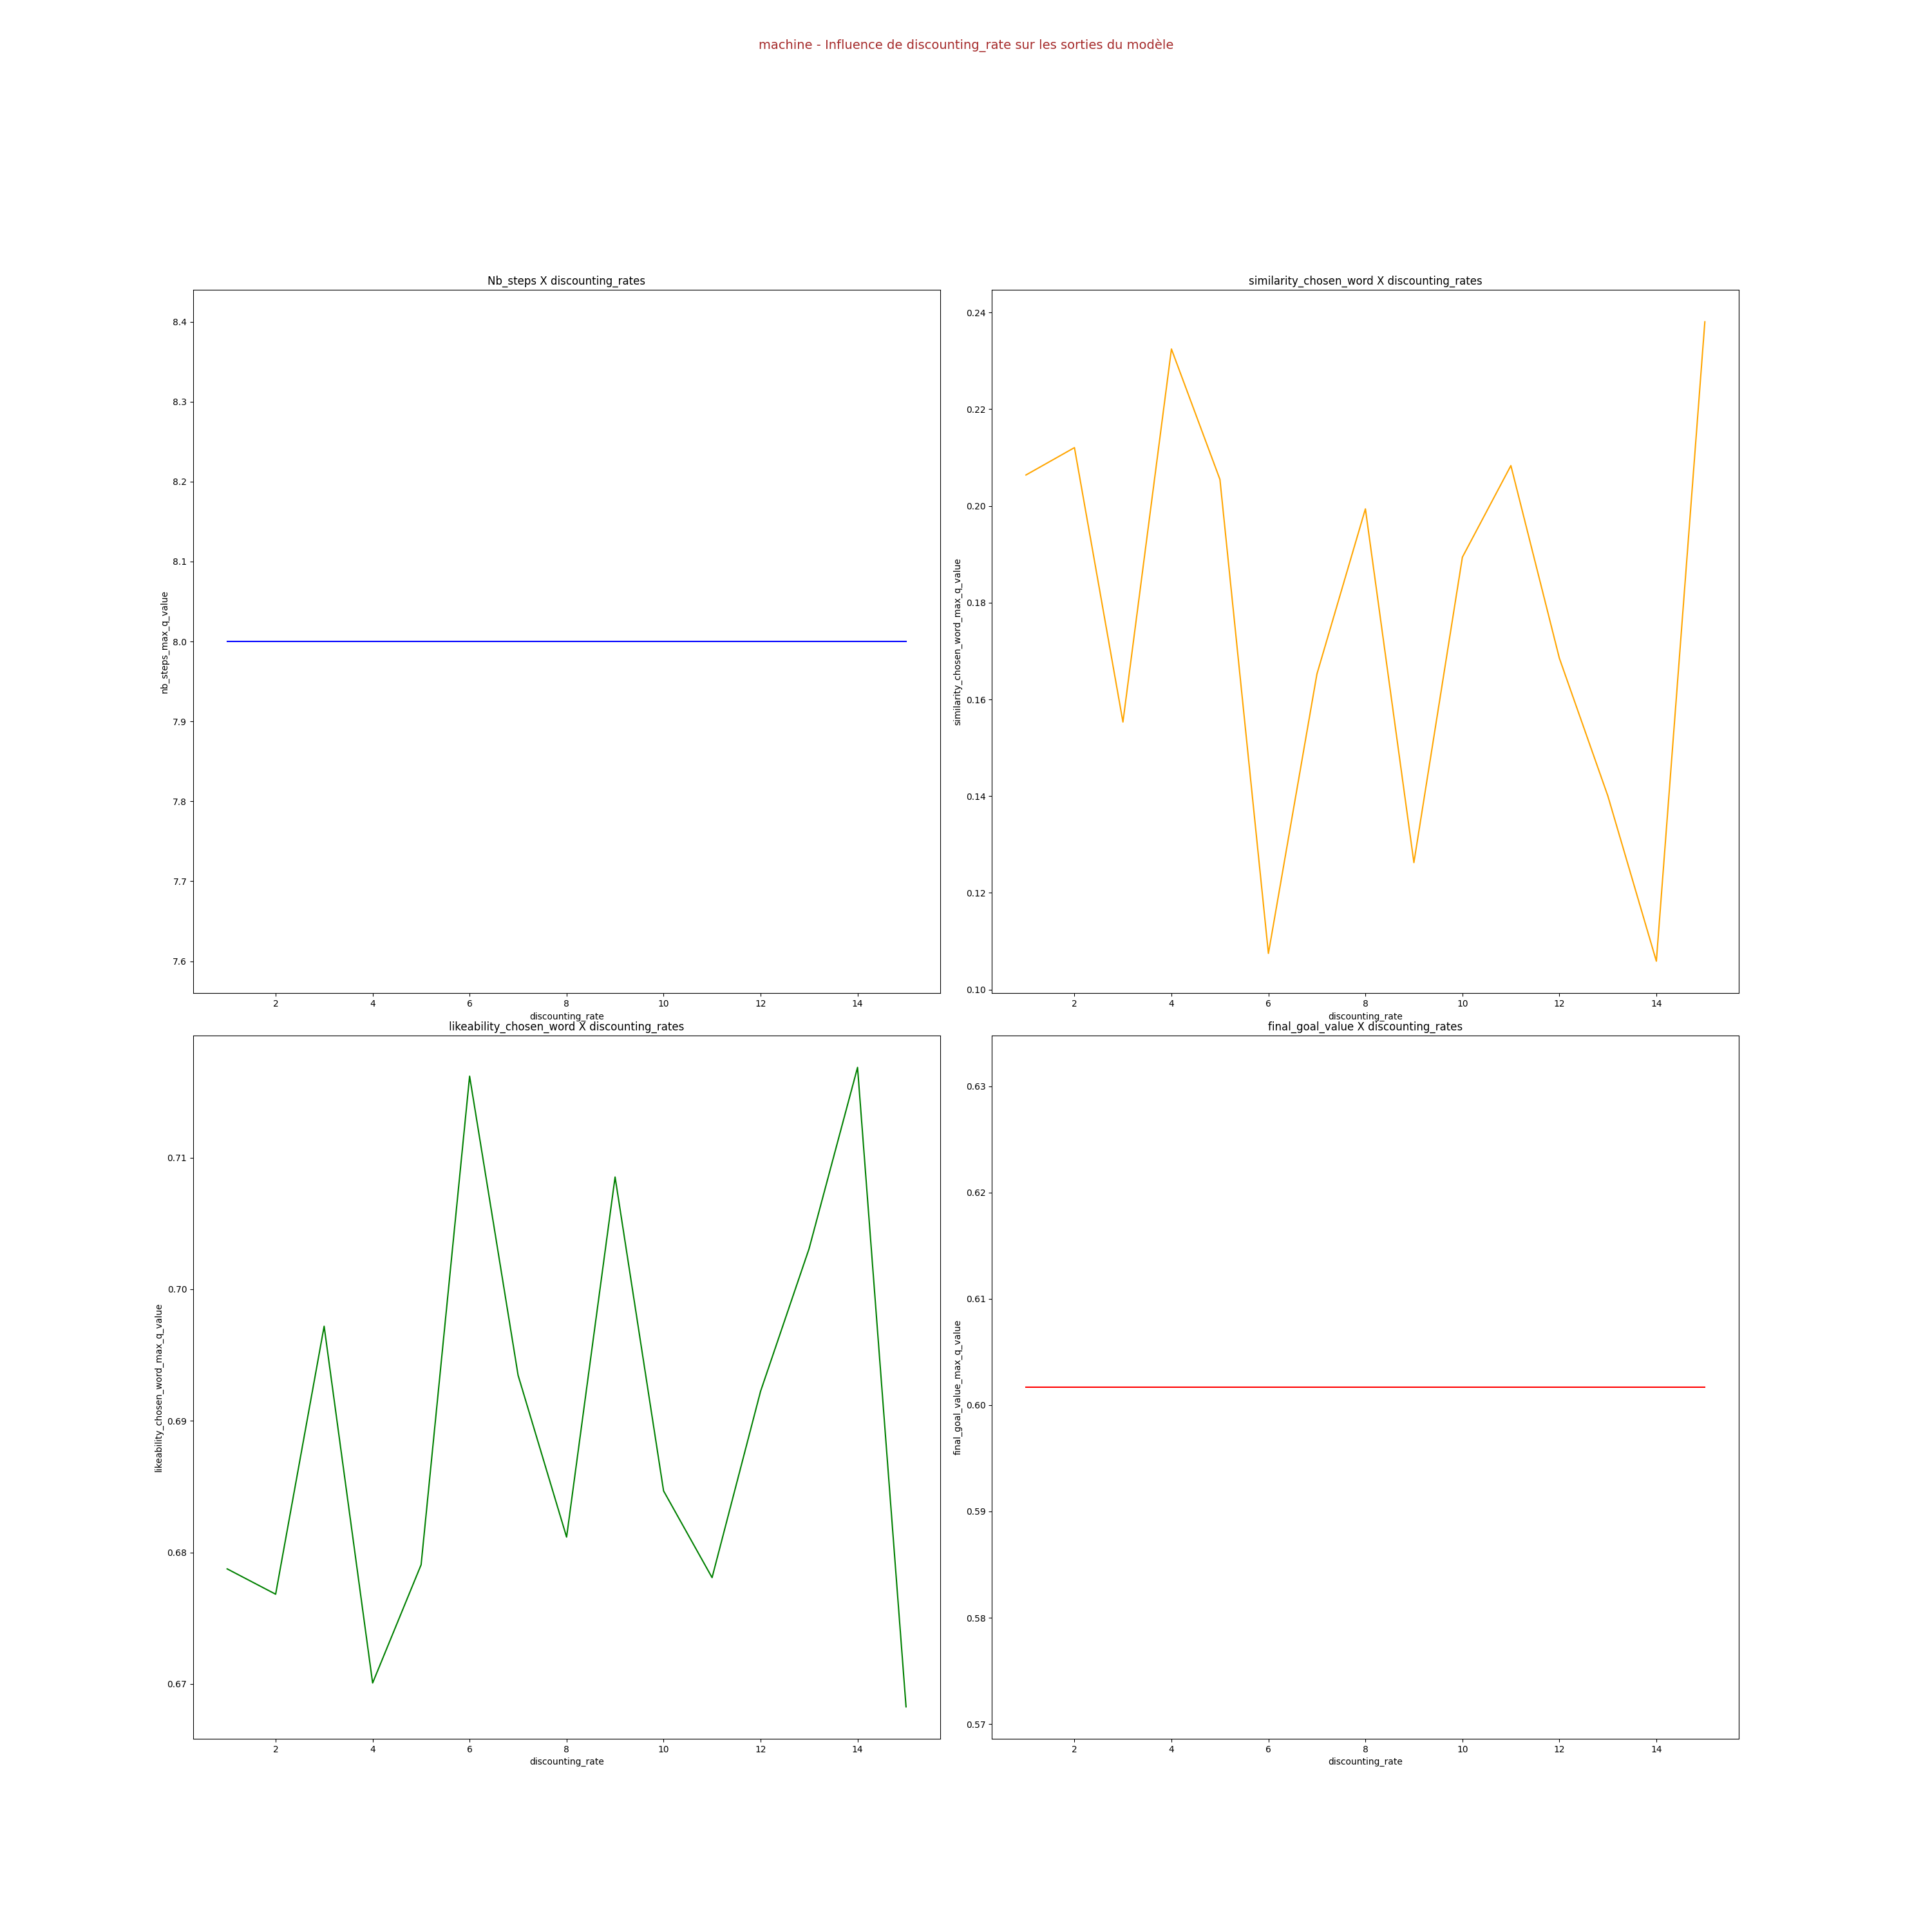 machine - Influence de discounting_rate sur les sorties du modèle
Nb_steps X discounting_rates
8.4
8.3
8.2
8.1
8.0
7.9
7.8
7.7
7.6
nb_steps_max_q_value
2 4 6 8 10 12 14
discounting_rate
similarity_chosen_word X discounting_rates
0.24
0.22
0.20
0.18
0.16
0.14
0.12
0.10
similarity_chosen_word_max_q_value
2 4 6 8 10 12 14
discounting_rate
likeability_chosen_word X discounting_rates
0.71
0.70
0.69
0.68
0.67
likeability_chosen_word_max_q_value
2 4 6 8 10 12 14
discounting_rate
final_goal_value X discounting_rates
0.63
0.62
0.61
0.60
0.59
0.58
0.57
final_goal_value_max_q_value
2 4 6 8 10 12 14
discounting_rate